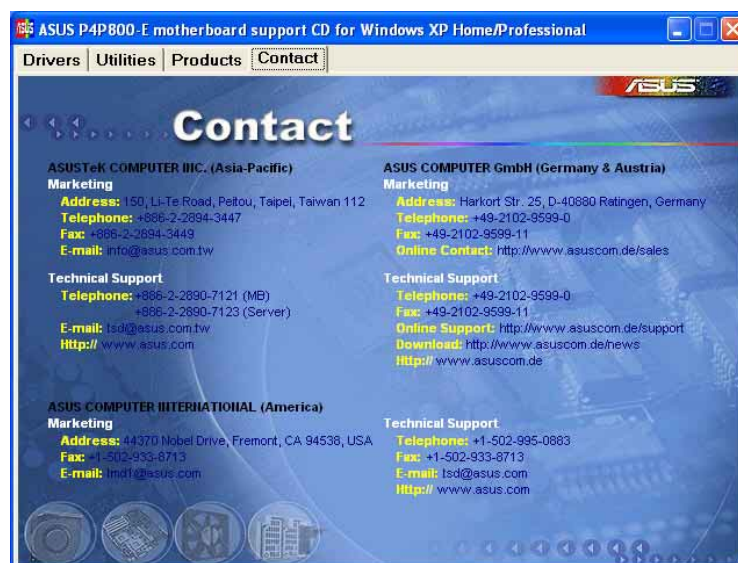 ASUS P4P800-E motherboard support CD for Windows XP Home/Professional
Drivers Utilities Products Contact
ASUS
Contact
ASUSTeK COMPUTER INC. (Asia-Pacific)
Marketing
Address: 150, Li-Te Road, Peitou, Taipei, Taiwan 112
Telephone: +886-2-2894-3447
Fax: +886-2-2894-3449
E-mail: info@asus.com.tw
Technical Support
Telephone: +886-2-2890-7121 (MB)
+886-2-2890-7123 (Server)
E-mail: tsd@asus.com.tw
Http:// www.asus.com
ASUS COMPUTER GmbH (Germany & Austria)
Marketing
Address: Harkort Str. 25, D-40880 Ratingen, Germany
Telephone: +49-2102-9599-0
Fax: +49-2102-9599-11
Online Contact: http://www.asuscom.de/sales
Technical Support
Telephone: +49-2102-9599-0
Fax: +49-2102-9599-11
Online Support: http://www.asuscom.de/support
Download: http://www.asuscom.de/news
Http:// www.asuscom.de
ASUS COMPUTER INTERNATIONAL (America)
Marketing
Address: 44370 Nobel Drive, Fremont, CA 94538, USA
Fax: +1-502-933-8713
E-mail: tmd1@asus.com
Technical Support
Telephone: +1-502-995-0883
Fax: +1-502-933-8713
E-mail: tsd@asus.com
Http:// www.asus.com